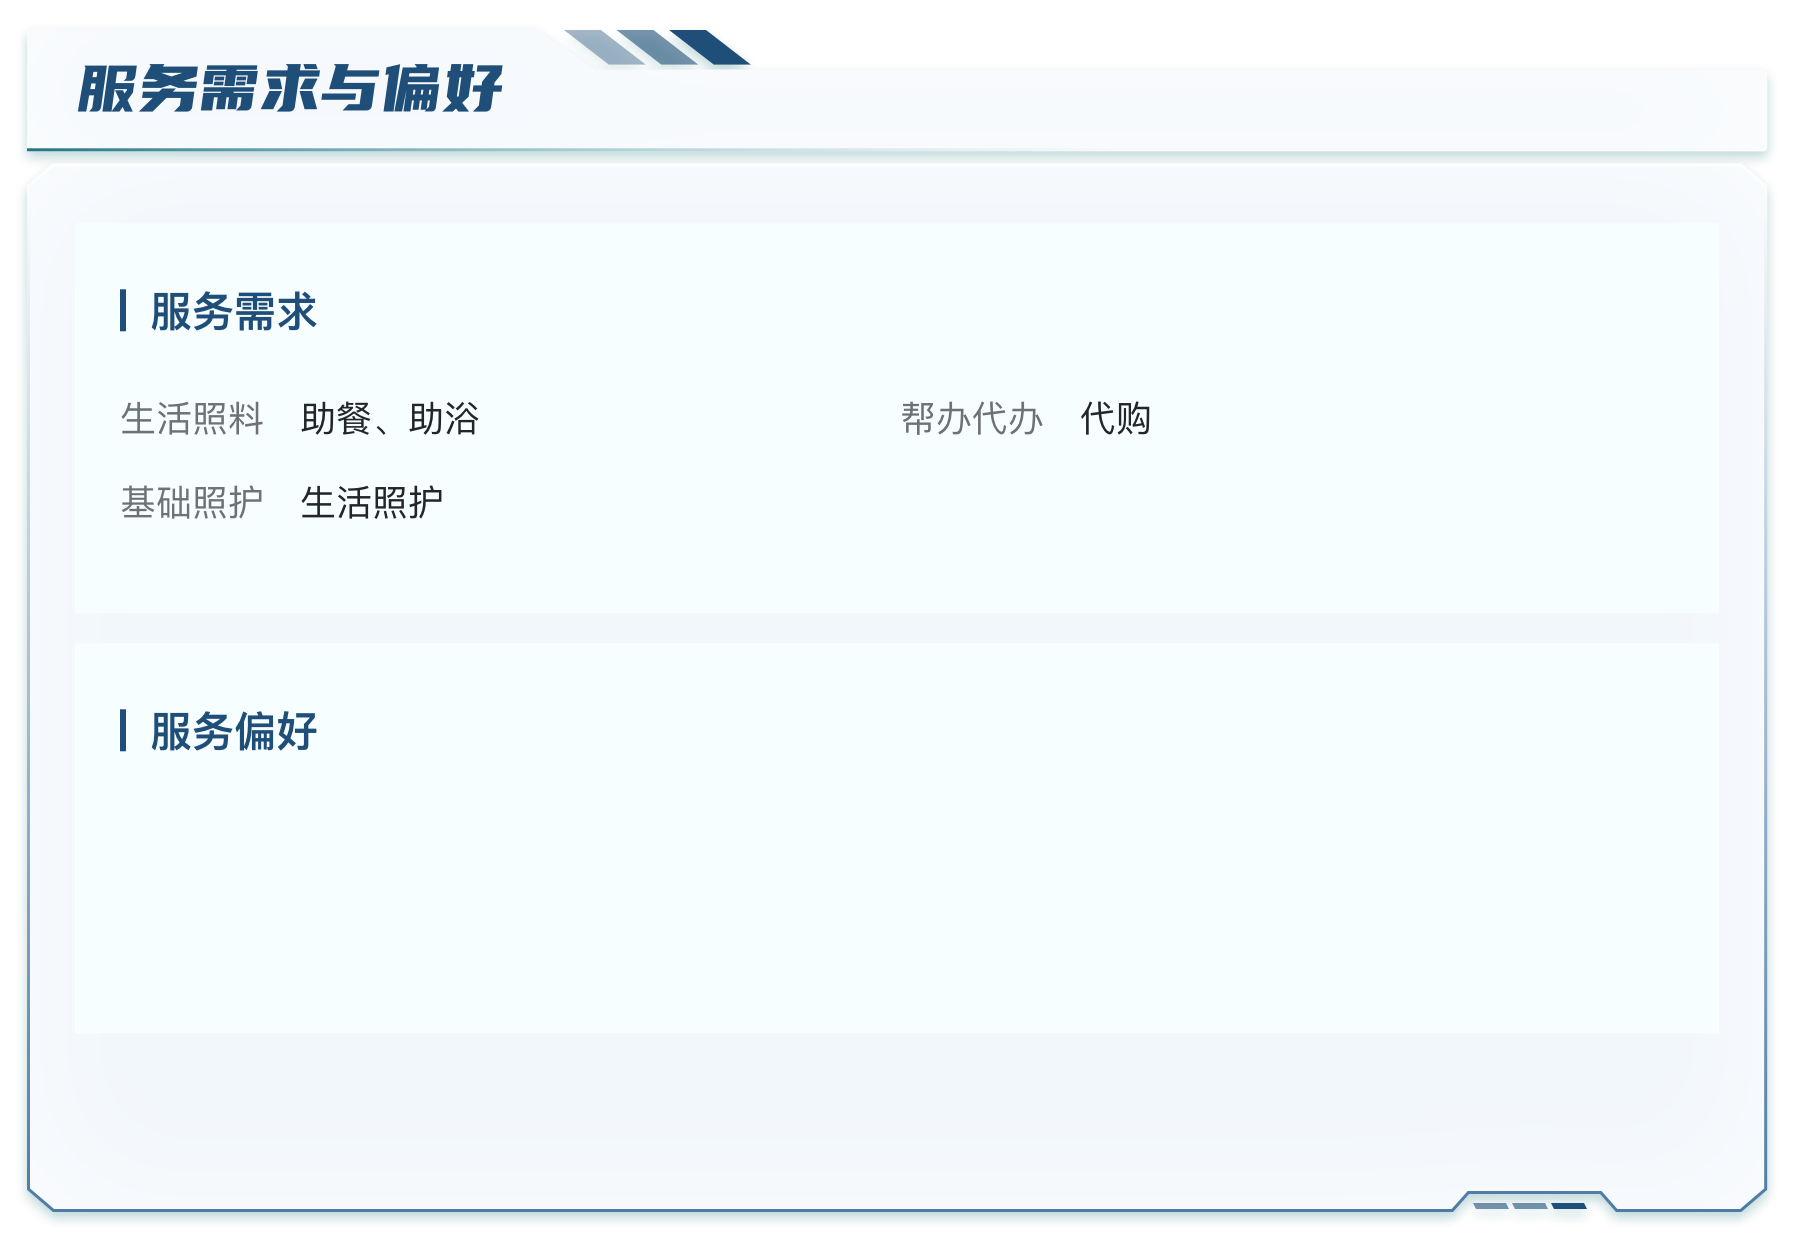 服务需求与偏好
服务需求
生活照料 助餐、助浴 帮办代办 代购
基础照护 生活照护
服务偏好